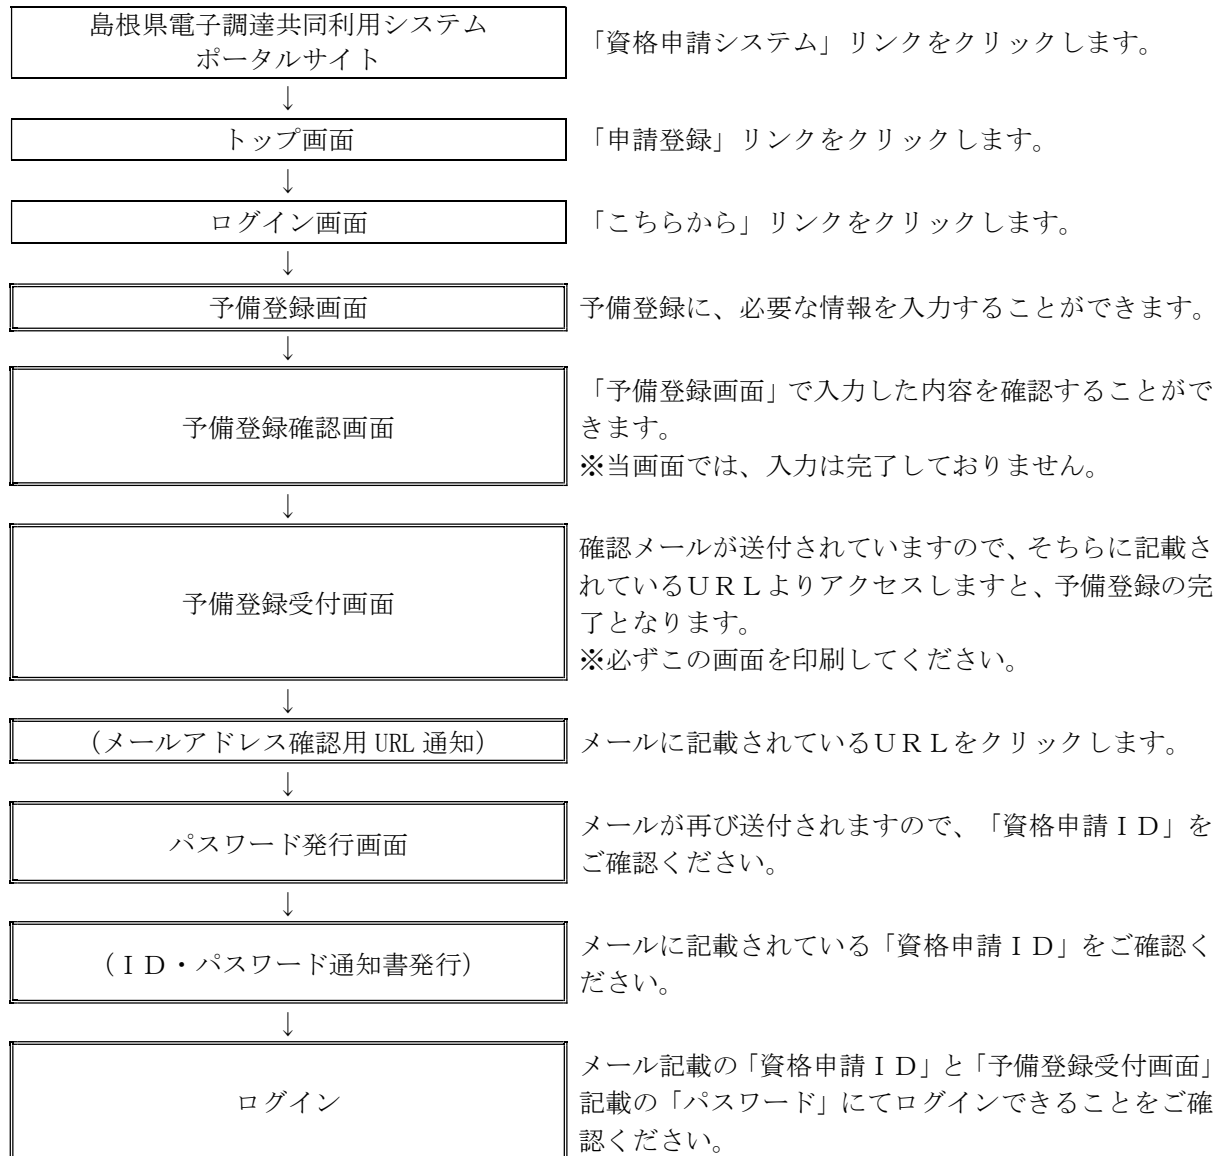 島根県電子調達共同利用システム
ポータルサイト
「資格申請システム」リンクをクリックします。
↓
トップ画面
「申請登録」リンクをクリックします。
↓
ログイン画面
「こちらから」リンクをクリックします。
↓
予備登録画面
予備登録に、必要な情報を入力することができます。
↓
予備登録確認画面
「予備登録画面」で入力した内容を確認することがで
きます。
※当画面では、入力は完了しておりません。
↓
予備登録受付画面
確認メールが送付されていますので、そちらに記載さ
れているＵＲＬよりアクセスしますと、予備登録の完
了となります。
※必ずこの画面を印刷してください。
↓
（メールアドレス確認用 URL 通知）
メールに記載されているＵＲＬをクリックします。
↓
パスワード発行画面
メールが再び送付されますので、「資格申請ＩＤ」を
ご確認ください。
↓
（ＩＤ・パスワード通知書発行）
メールに記載されている「資格申請ＩＤ」をご確認く
ださい。
↓
ログイン
メール記載の「資格申請ＩＤ」と「予備登録受付画面」
記載の「パスワード」にてログインできることをご確
認ください。